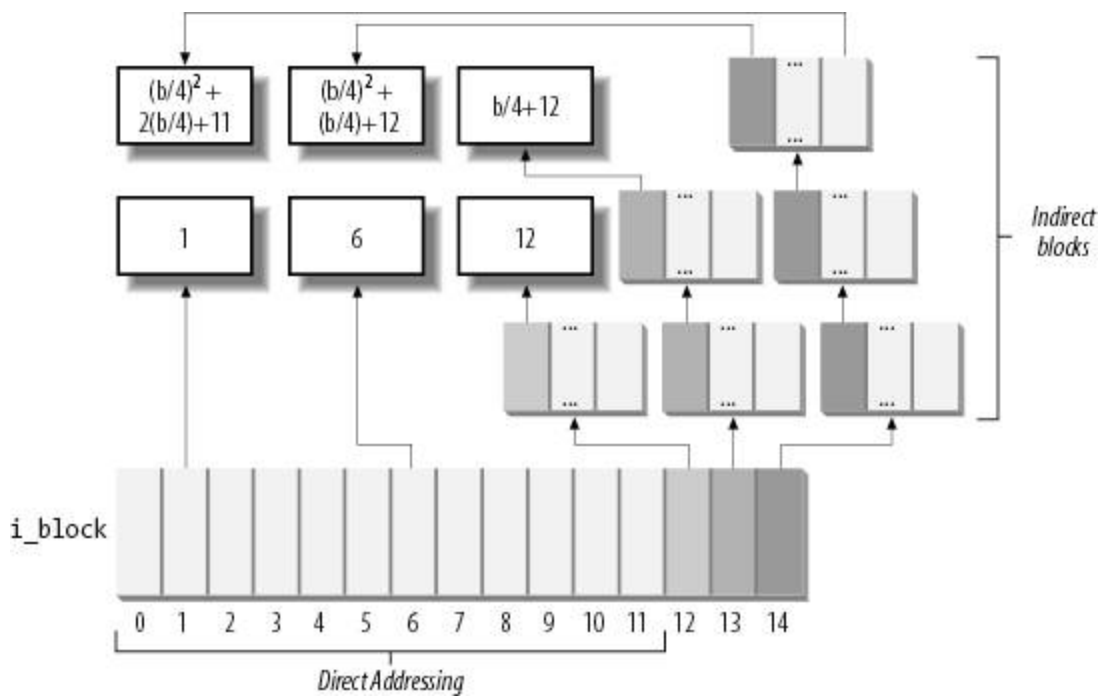 (b/4)² +
2(b/4)+11
(b/4)² +
(b/4)+12
b/4+12
...
...
1
6
12
...
...
...
...
Indirect
blocks
...
...
...
...
...
...
i_block
0 1 2 3 4 5 6 7 8 9 10 11 12 13 14
Direct Addressing